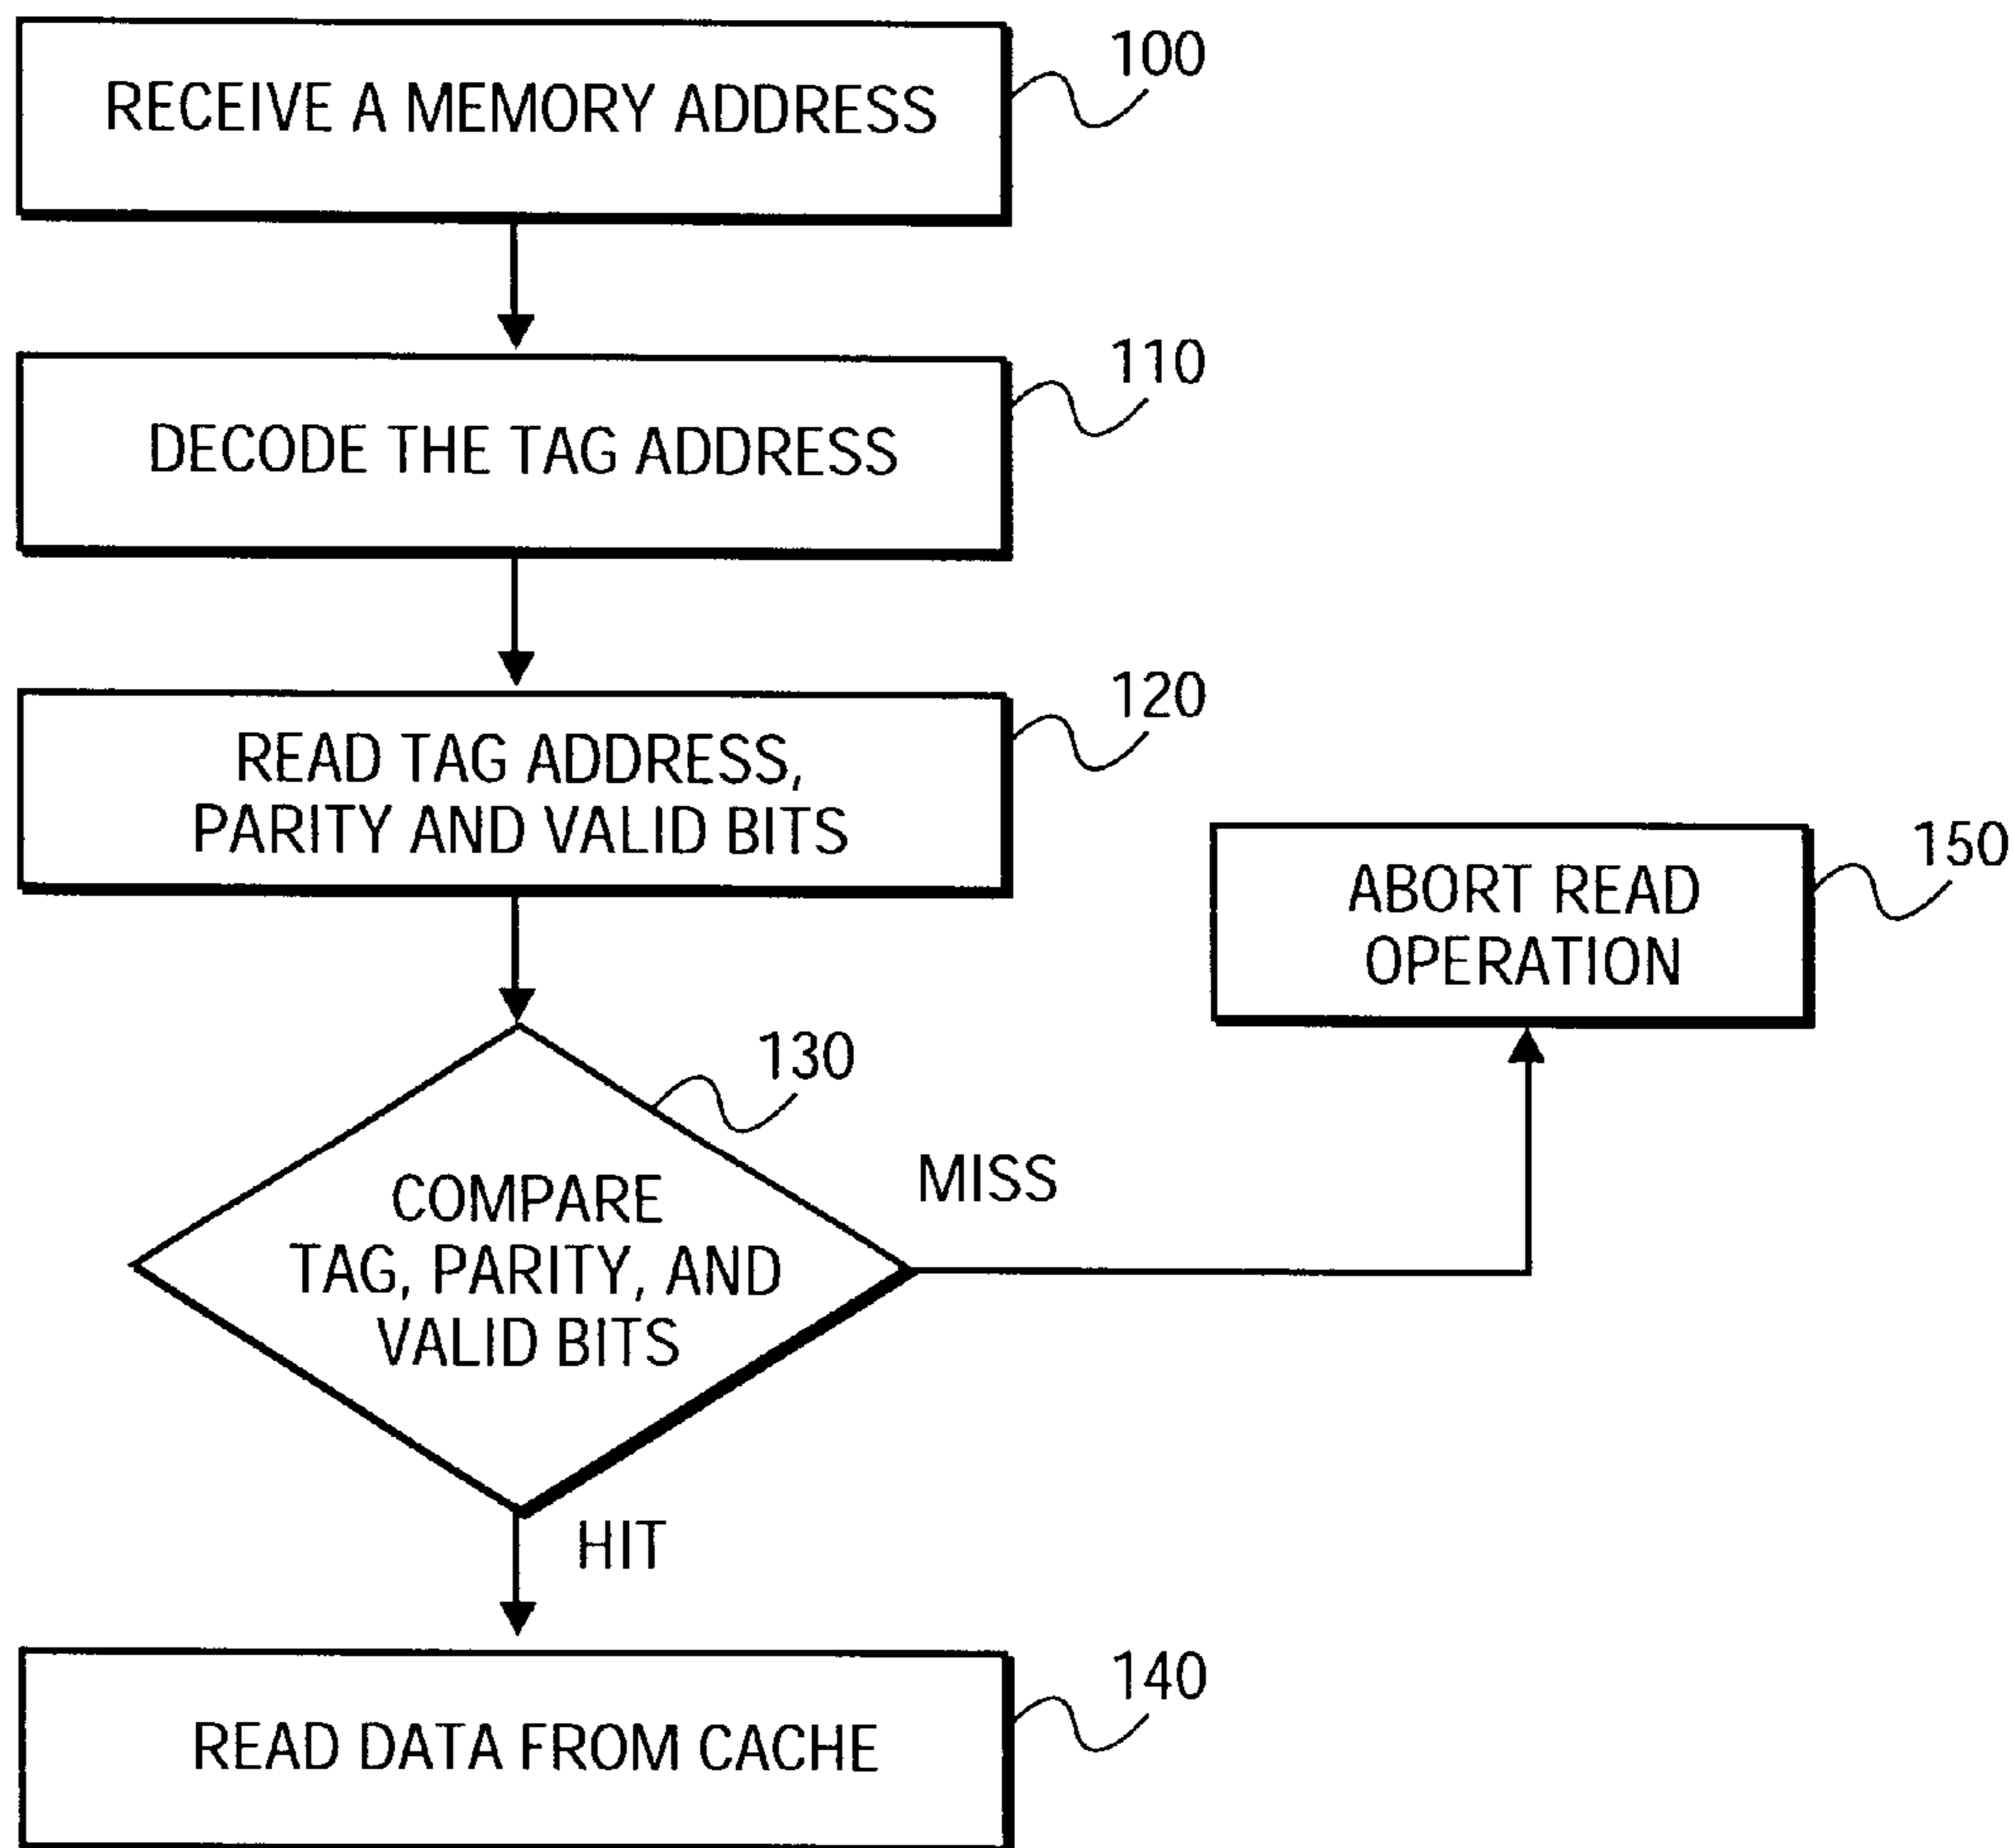 RECEIVE A MEMORY ADDRESS
100
DECODE THE TAG ADDRESS
110
READ TAG ADDRESS,
PARITY AND VALID BITS
120
ABORT READ
OPERATION
150
130
COMPARE
TAG, PARITY, AND
VALID BITS
MISS
HIT
READ DATA FROM CACHE
140